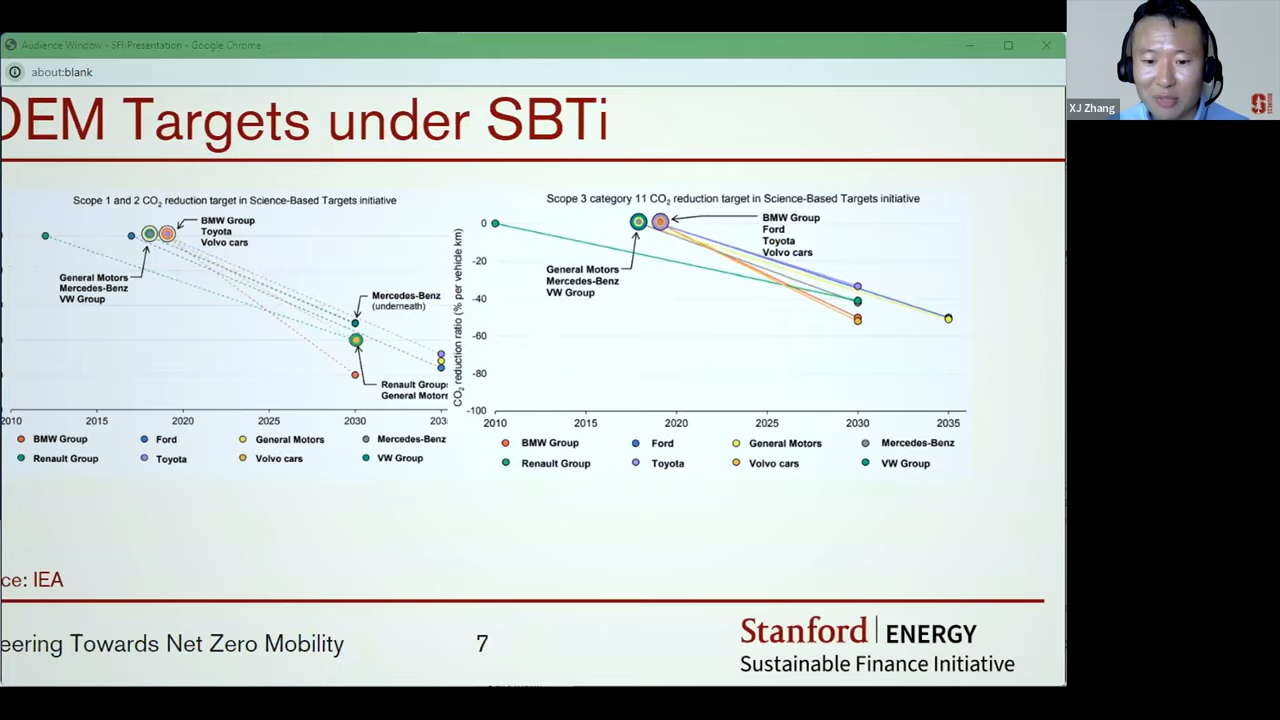 Audience Window - SFI Presentation - Google Chrome
about:blank
XJ Zhang
OEM Targets under SBTi
Scope 1 and 2 CO2 reduction target in Science-Based Targets initiative
BMW Group
Toyota
Volvo cars
General Motors
Mercedes-Benz
VW Group
Mercedes-Benz
(underneath)
Renault Group
General Motors
2010 2015 2020 2025 2030 203
BMW Group Ford General Motors Mercedes-Benz
Renault Group Toyota Volvo cars VW Group
Scope 3 category 11 CO2 reduction target in Science-Based Targets initiative
CO2 reduction ratio (% per vehicle km)
0
-20
-40
-60
-80
-100
BMW Group
Ford
Toyota
Volvo cars
General Motors
Mercedes-Benz
VW Group
2010 2015 2020 2025 2030 2035
BMW Group Ford General Motors Mercedes-Benz
Renault Group Toyota Volvo cars VW Group
ce: IEA
eering Towards Net Zero Mobility
7
Stanford | ENERGY
Sustainable Finance Initiative